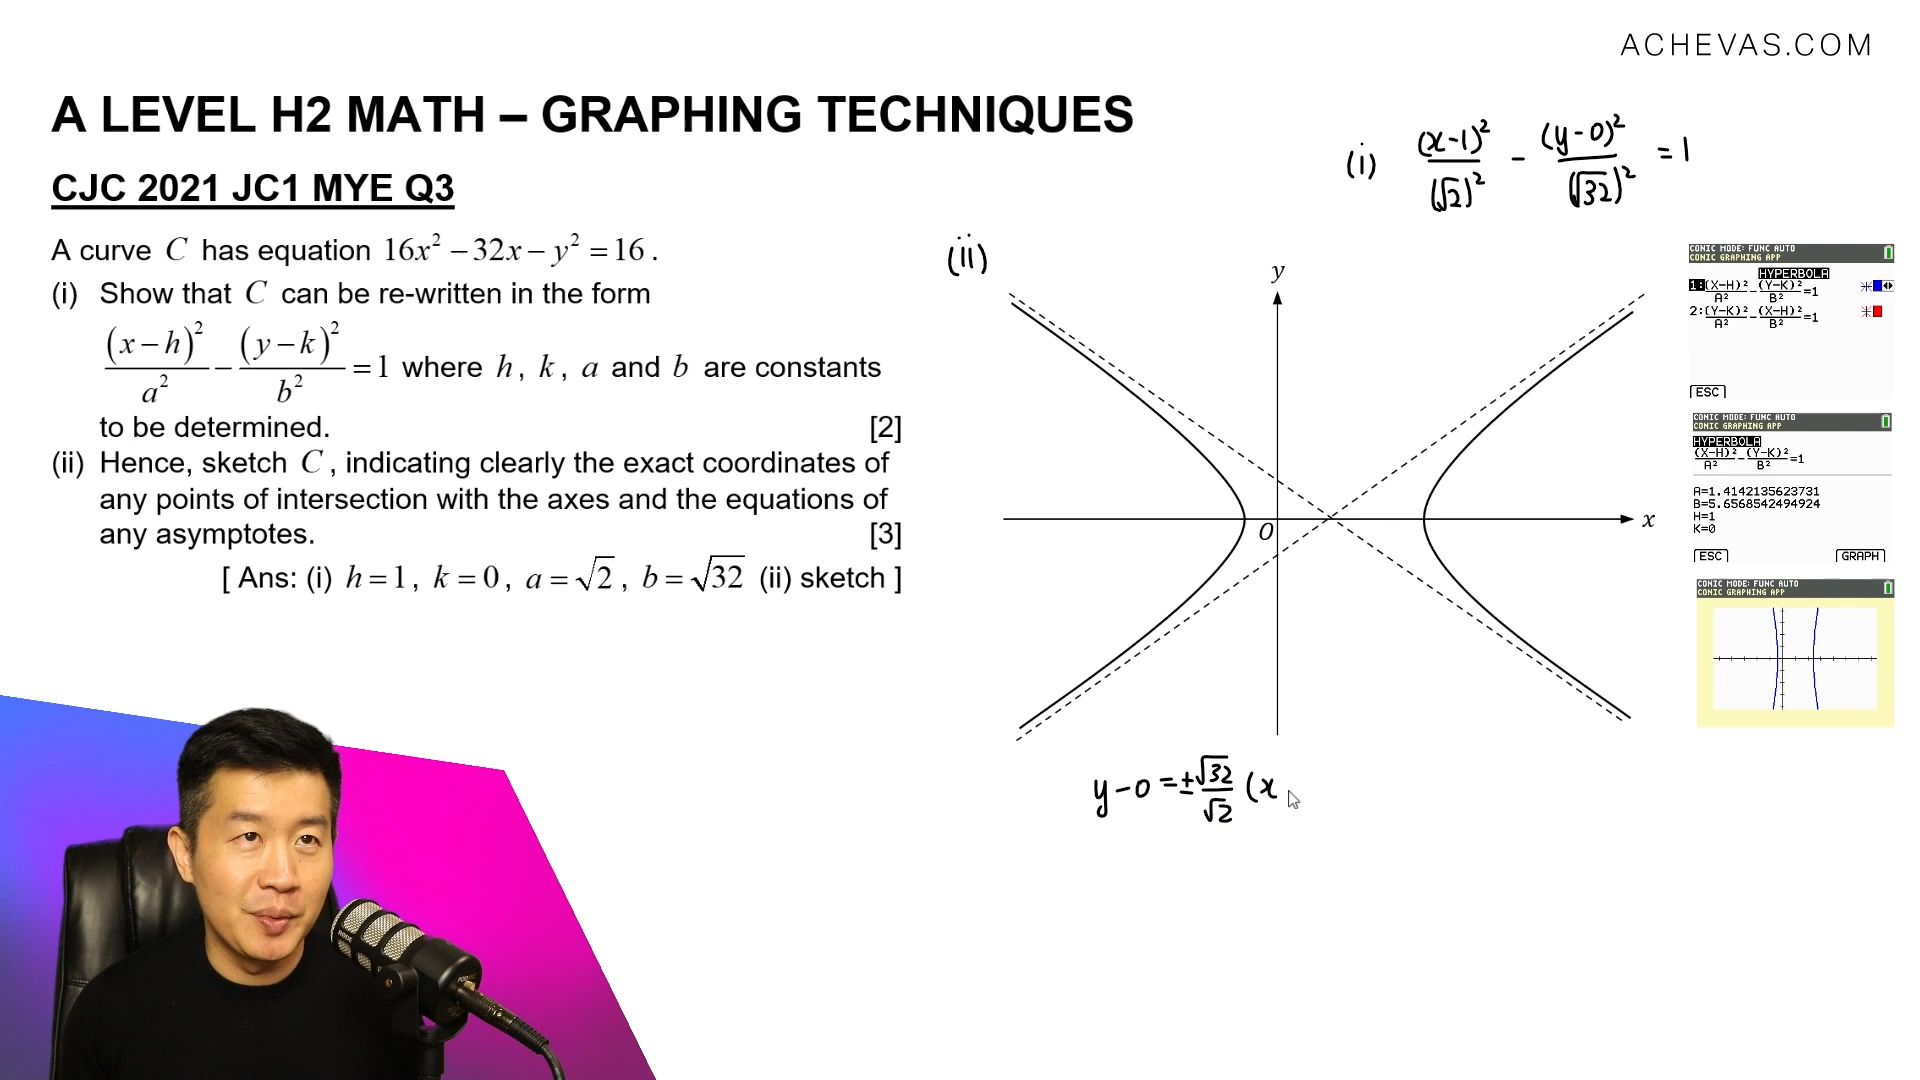 ACHEVAS.COM
A LEVEL H2 MATH – GRAPHING TECHNIQUES
CJC 2021 JC1 MYE Q3
A curve C has equation 16x² − 32x − y² = 16 .
(i) Show that C can be re-written in the form
(x − h)²/a² − (y − k)²/b² = 1 where h , k , a and b are constants
to be determined. [2]
(ii) Hence, sketch C , indicating clearly the exact coordinates of
any points of intersection with the axes and the equations of
any asymptotes. [3]
[ Ans: (i) h = 1 , k = 0 , a = √2 , b = √32 (ii) sketch ]
(i) (x-1)²/(√2)² - (y-0)²/(√32)² = 1
(ii)
y
O
x
y-0 = ±√32/√2 (x
CONIC MODE: FUNC AUTO
CONIC GRAPHING APP
HYPERBOLA
1:(X-H)²/A² - (Y-K)²/B² =1
2:(Y-K)²/A² - (X-H)²/B² =1
ESC
CONIC MODE: FUNC AUTO
CONIC GRAPHING APP
HYPERBOLA
(X-H)²/A² - (Y-K)²/B² =1
A=1.4142135623731
B=5.6568542494924
H=1
K=0
ESC GRAPH
CONIC MODE: FUNC AUTO
CONIC GRAPHING APP
RODE